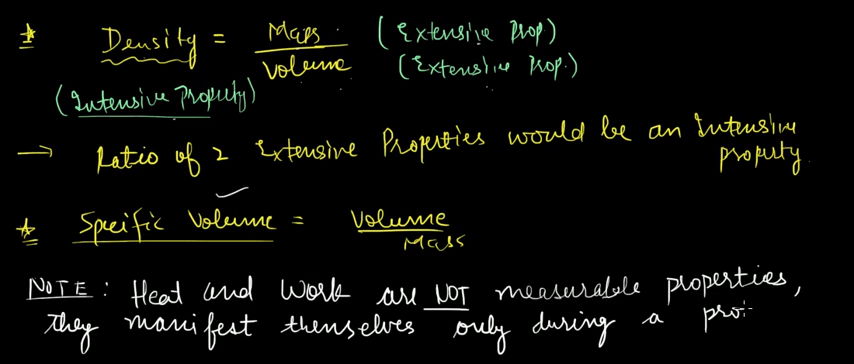 * Density = Mass / Volume (Extensive Prop) (Extensive Prop.)
(Intensive Property)
→ Ratio of 2 Extensive Properties would be an Intensive property
* Specific Volume = Volume / Mass
NOTE: Heat and Work are NOT measurable properties,
they manifest themselves only during a pro